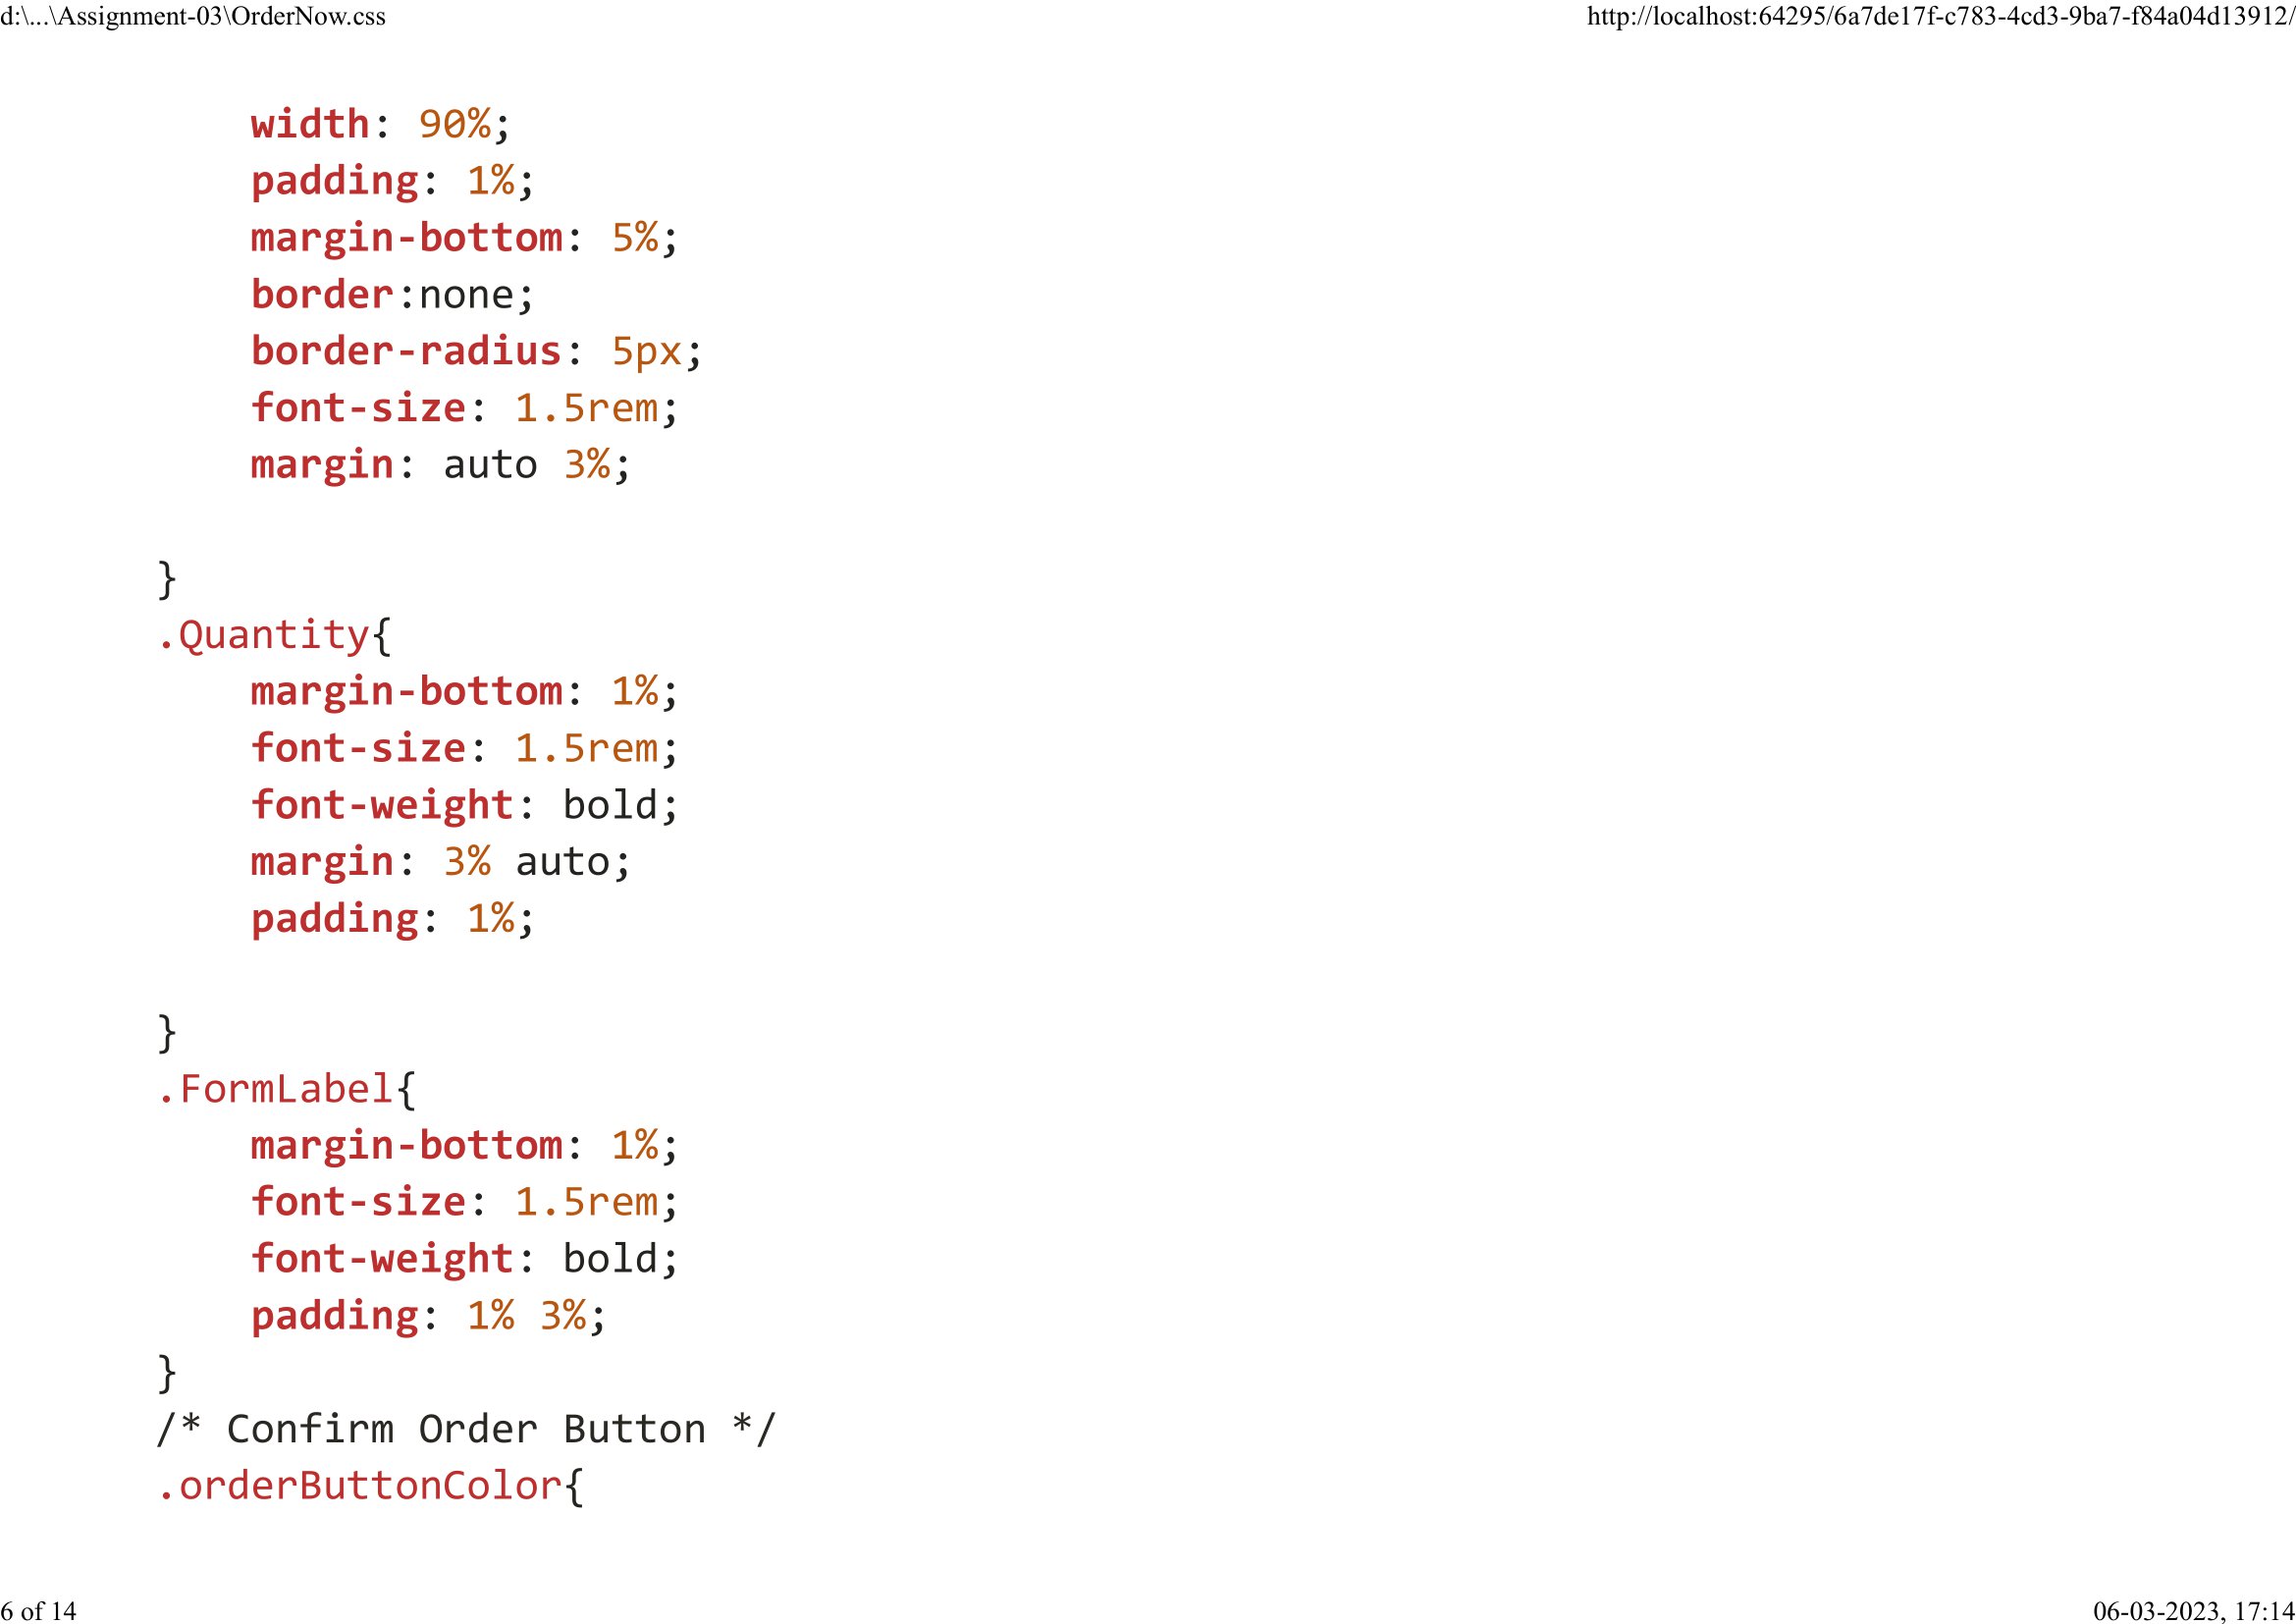 d:\...\Assignment-03\OrderNow.css http://localhost:64295/6a7de17f-c783-4cd3-9ba7-f84a04d13912/
width: 90%;
padding: 1%;
margin-bottom: 5%;
border:none;
border-radius: 5px;
font-size: 1.5rem;
margin: auto 3%;
}
.Quantity{
margin-bottom: 1%;
font-size: 1.5rem;
font-weight: bold;
margin: 3% auto;
padding: 1%;
}
.FormLabel{
margin-bottom: 1%;
font-size: 1.5rem;
font-weight: bold;
padding: 1% 3%;
}
/* Confirm Order Button */
.orderButtonColor{
6 of 14 06-03-2023, 17:14